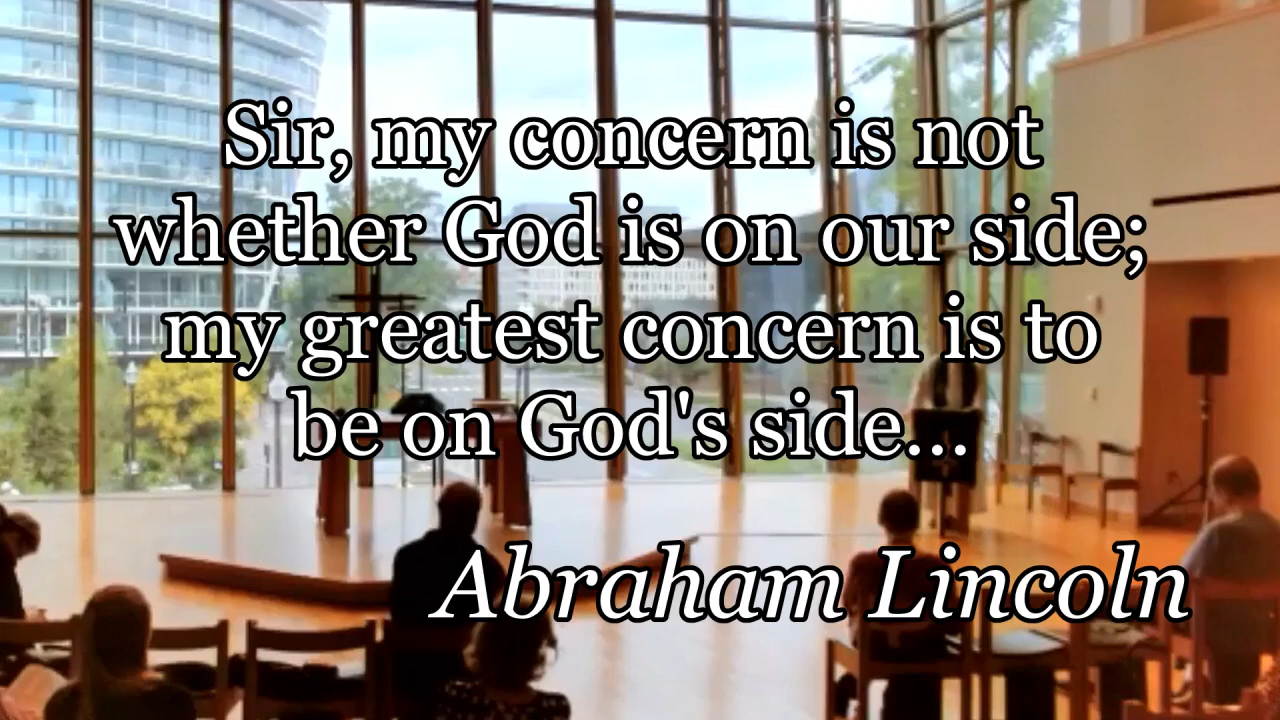 Sir, my concern is not
whether God is on our side;
my greatest concern is to
be on God's side...
Abraham Lincoln